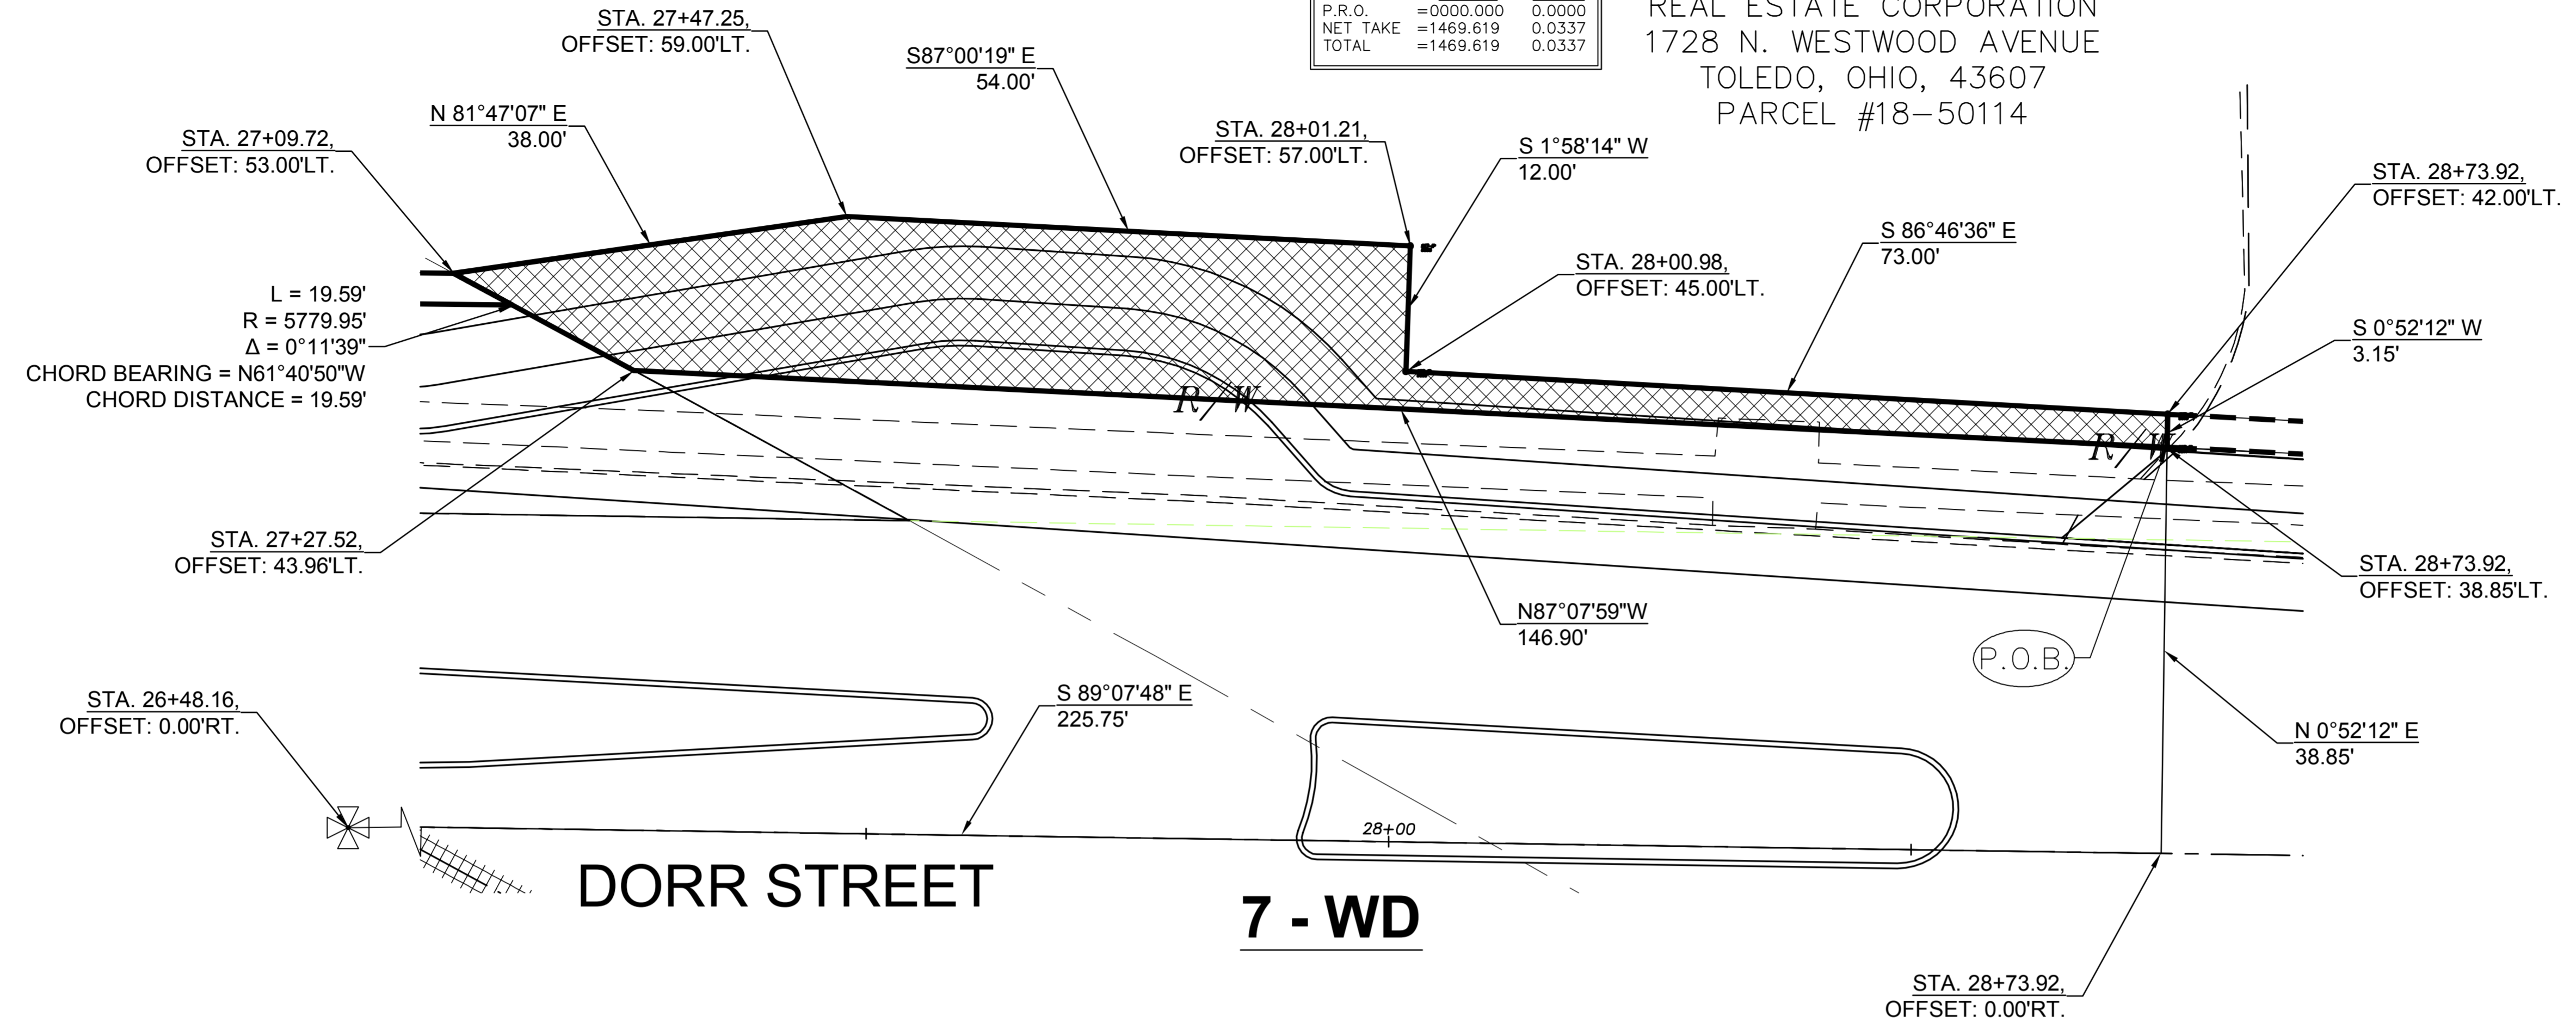 P.R.O. =0000.000 0.0000
NET TAKE =1469.619 0.0337
TOTAL =1469.619 0.0337
REAL ESTATE CORPORATION
1728 N. WESTWOOD AVENUE
TOLEDO, OHIO, 43607
PARCEL #18-50114
STA. 27+47.25,
OFFSET: 59.00'LT.
S87°00'19" E
54.00'
N 81°47'07" E
38.00'
STA. 27+09.72,
OFFSET: 53.00'LT.
STA. 28+01.21,
OFFSET: 57.00'LT.
S 1°58'14" W
12.00'
STA. 28+73.92,
OFFSET: 42.00'LT.
S 86°46'36" E
73.00'
STA. 28+00.98,
OFFSET: 45.00'LT.
L = 19.59'
R = 5779.95'
Δ = 0°11'39"
CHORD BEARING = N61°40'50"W
CHORD DISTANCE = 19.59'
S 0°52'12" W
3.15'
R/W
R/W
STA. 27+27.52,
OFFSET: 43.96'LT.
STA. 28+73.92,
OFFSET: 38.85'LT.
N87°07'59"W
146.90'
P.O.B.
STA. 26+48.16,
OFFSET: 0.00'RT.
S 89°07'48" E
225.75'
N 0°52'12" E
38.85'
28+00
DORR STREET
7 - WD
STA. 28+73.92,
OFFSET: 0.00'RT.